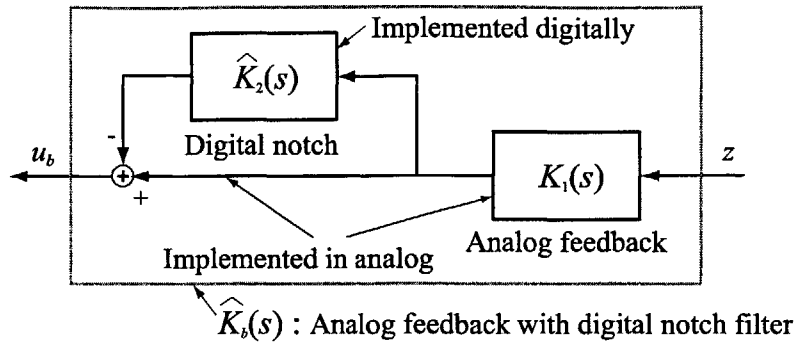 Implemented digitally
K̂₂(s)
Digital notch
-
u_b
+
+
K₁(s)
z
Analog feedback
Implemented in analog
K̂_b(s) : Analog feedback with digital notch filter